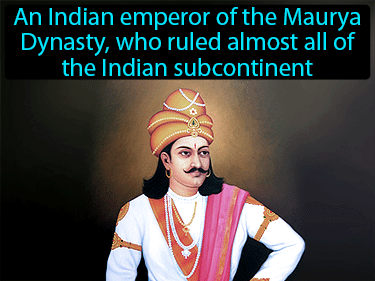 An Indian emperor of the Maurya
Dynasty, who ruled almost all of
the Indian subcontinent